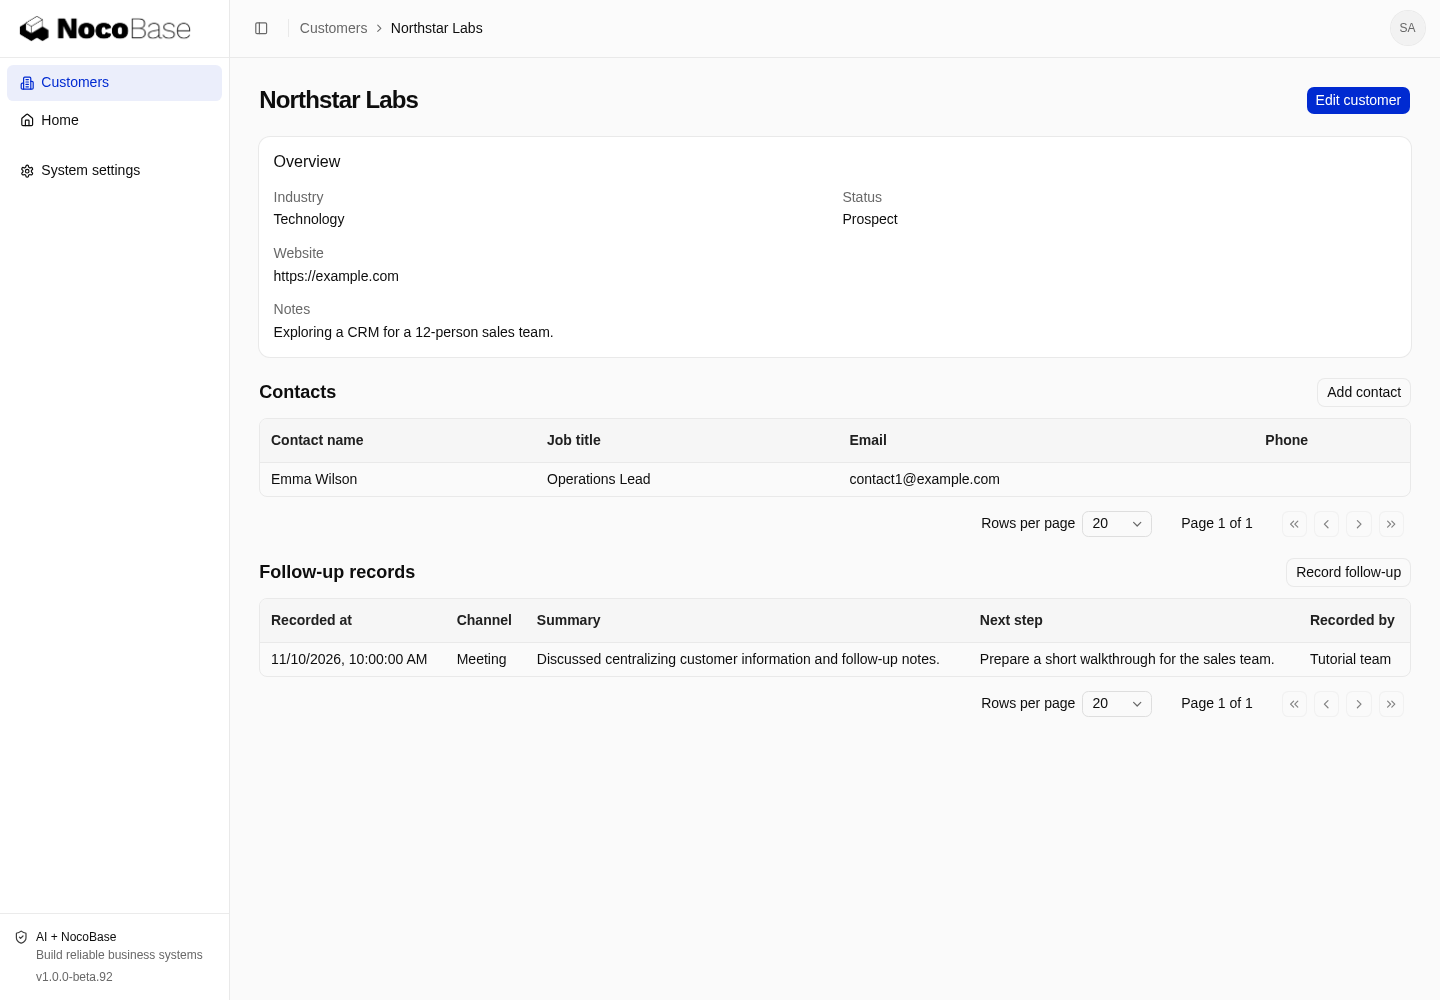 NocoBase
Customers
Home
System settings
Customers
Northstar Labs
SA
Northstar Labs
Edit customer
Overview
Industry
Status
Technology
Prospect
Website
https://example.com
Notes
Exploring a CRM for a 12-person sales team.
Contacts
Add contact
Contact name Job title Email Phone
Emma Wilson Operations Lead contact1@example.com
Rows per page 20 Page 1 of 1
Follow-up records
Record follow-up
Recorded at Channel Summary Next step Recorded by
11/10/2026, 10:00:00 AM Meeting Discussed centralizing customer information and follow-up notes. Prepare a short walkthrough for the sales team. Tutorial team
Rows per page 20 Page 1 of 1
AI + NocoBase
Build reliable business systems
v1.0.0-beta.92